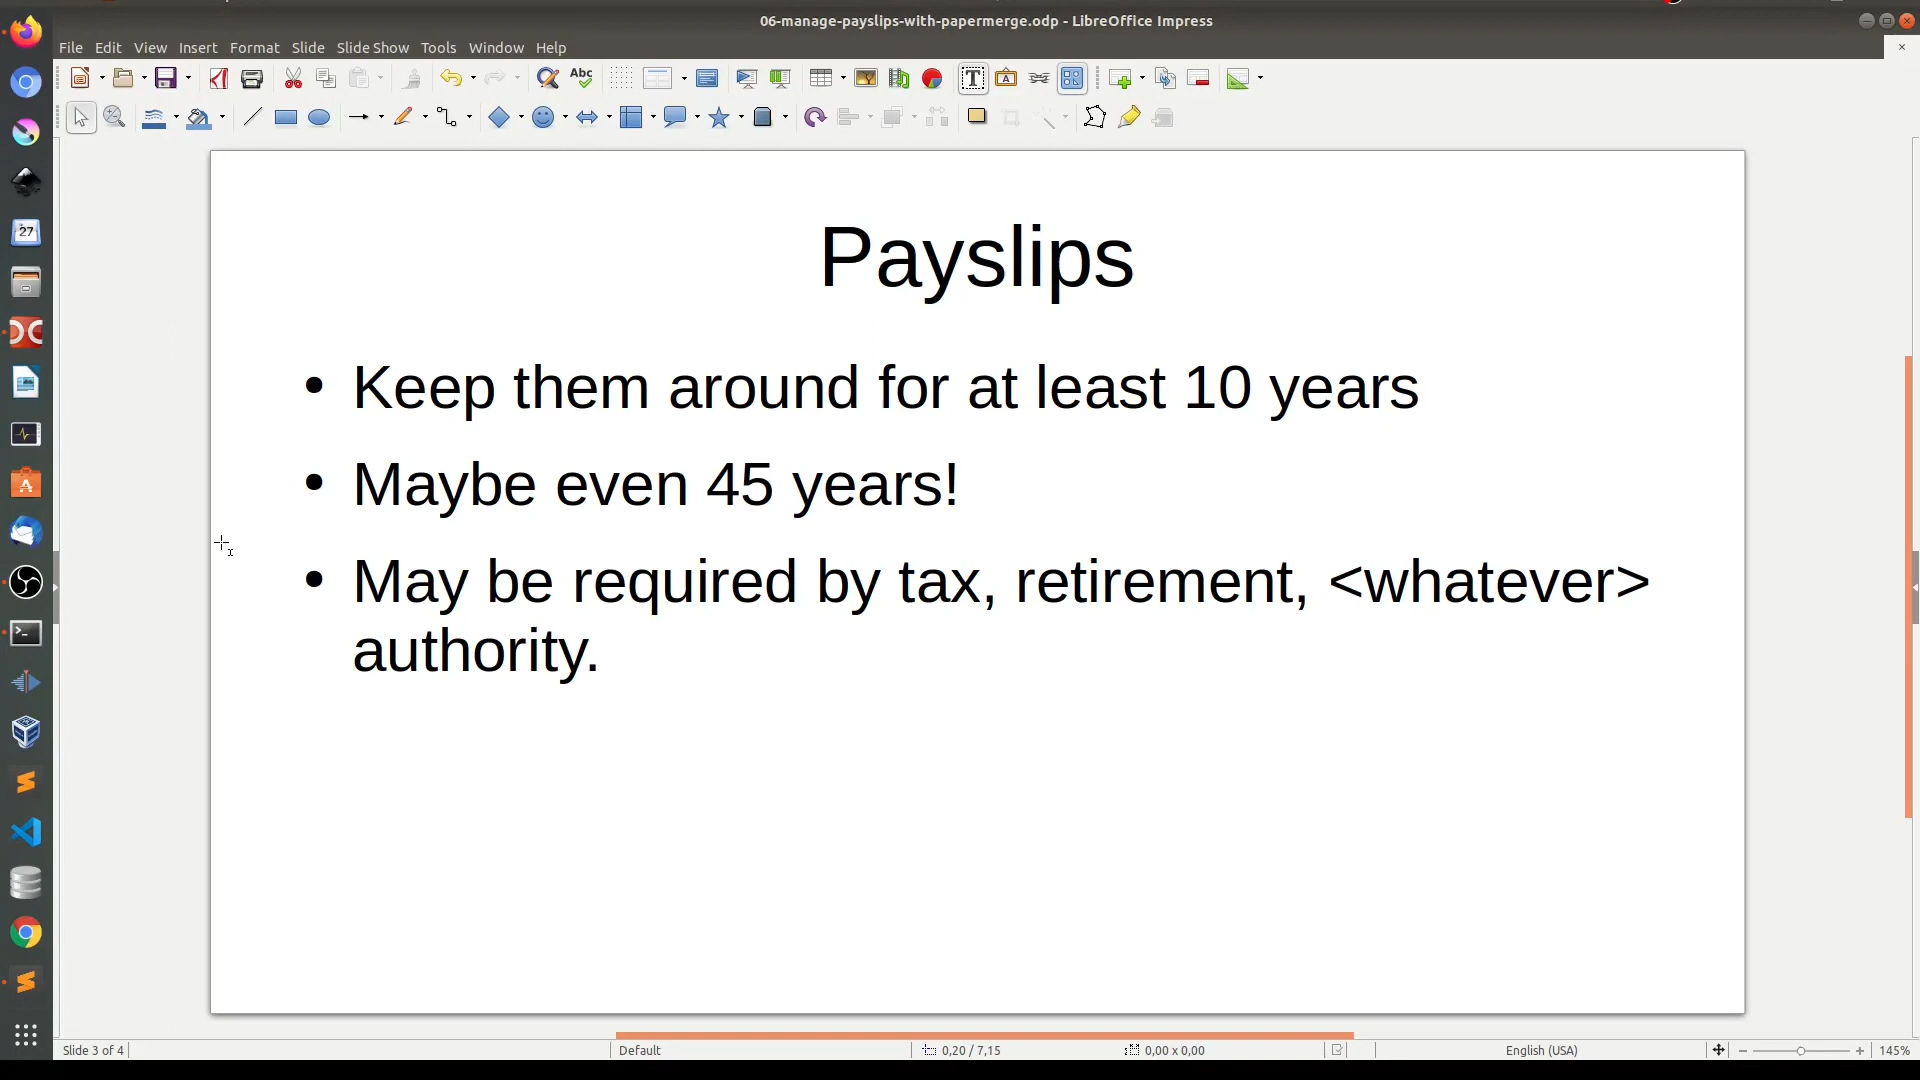 06-manage-payslips-with-papermerge.odp - LibreOffice Impress
File Edit View Insert Format Slide Slide Show Tools Window Help
Abc
27
Payslips
• Keep them around for at least 10 years
• Maybe even 45 years!
• May be required by tax, retirement, <whatever>
authority.
Slide 3 of 4 Default 0,20 / 7,15 0,00 x 0,00 English (USA) 145%